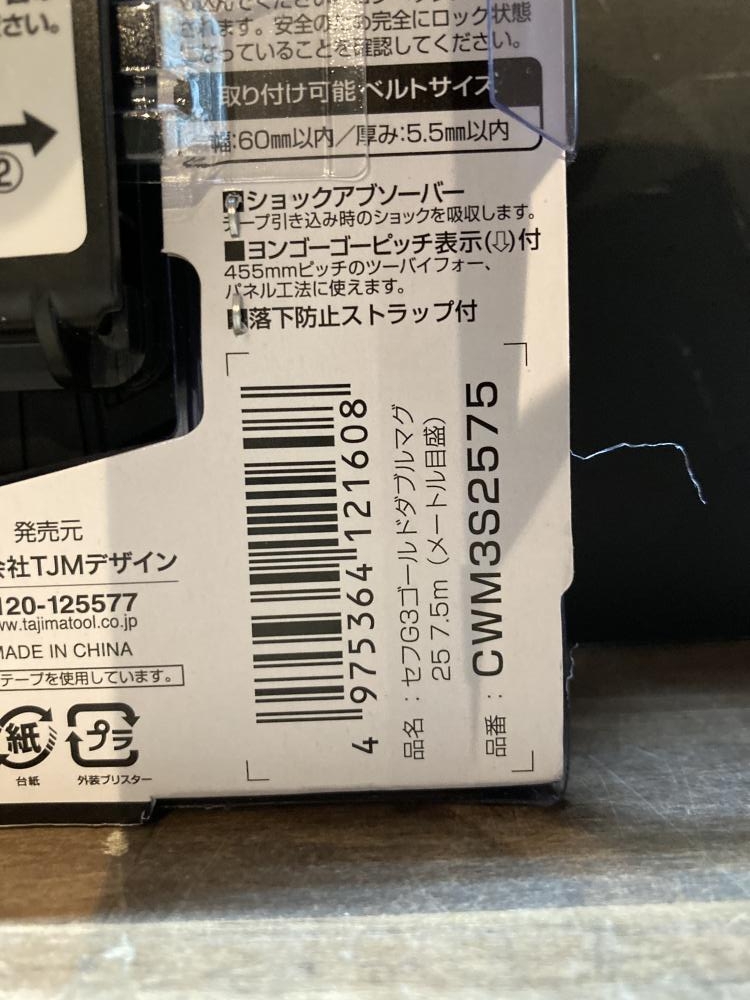 ださい。
②
されます。安全のため完全にロック状態
になっていることを確認してください。
取り付け可能 ベルトサイズ
幅:60mm以内/厚み:5.5mm以内
■ショックアブソーバー
テープ引き込み時のショックを吸収します。
■ヨンゴーゴーピッチ表示(⇩)付
455mmピッチのツーバイフォー、
パネル工法に使えます。
■落下防止ストラップ付
4 975364 121608
品名 : セフG3ゴールドダブルマグ
25 7.5m (メートル目盛)
品番 : CWM3S2575
発売元
会社TJMデザイン
120-125577
www.tajimatool.co.jp
MADE IN CHINA
テープを使用しています。
紙
台紙
プラ
外装ブリスター